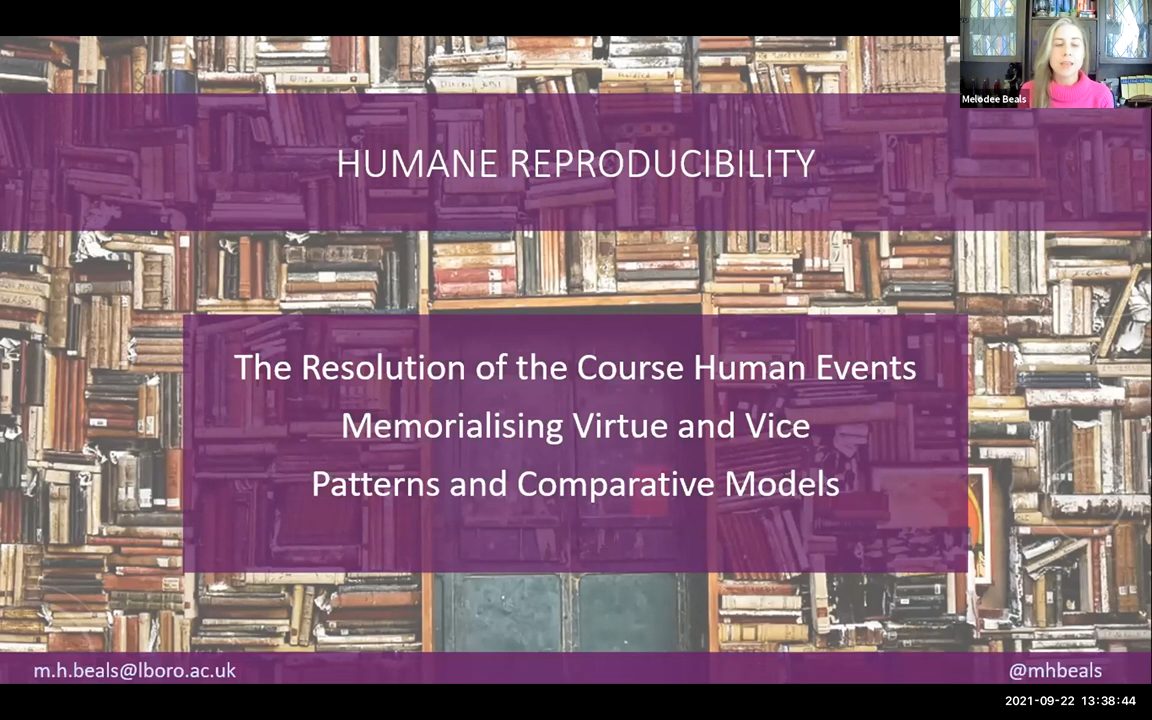 Melodee Beals
HUMANE REPRODUCIBILITY
The Resolution of the Course Human Events
Memorialising Virtue and Vice
Patterns and Comparative Models
m.h.beals@lboro.ac.uk
@mhbeals
2021-09-22 13:38:44